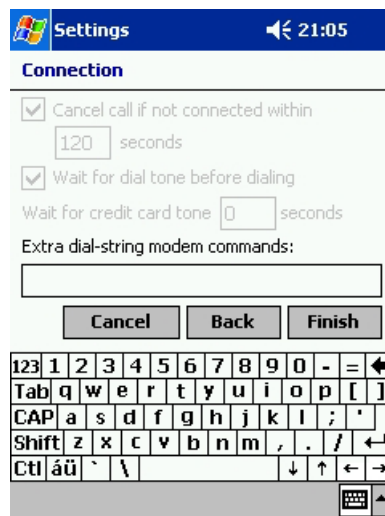 Settings 21:05
Connection
Cancel call if not connected within
120 seconds
Wait for dial tone before dialing
Wait for credit card tone 0 seconds
Extra dial-string modem commands:
Cancel Back Finish
123 1 2 3 4 5 6 7 8 9 0 - =
Tab q w e r t y u i o p [ ]
CAP a s d f g h j k l ; '
Shift z x c v b n m , . /
Ctl áü ` \ ↓ ↑ ← →